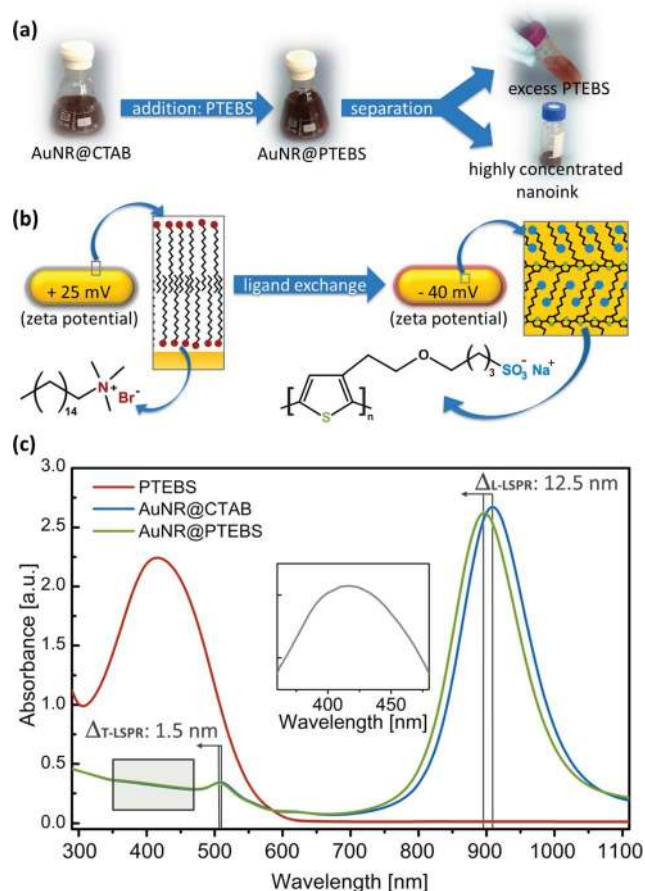 (a)
addition: PTEBS
separation
AuNR@CTAB
AuNR@PTEBS
excess PTEBS
highly concentrated
nanoink
(b)
+ 25 mV
(zeta potential)
ligand exchange
- 40 mV
(zeta potential)
( )14 N+ Br-
[ S ]n O ( )3 SO3- Na+
(c)
3.0
2.5
2.0
1.5
1.0
0.5
0.0
Absorbance [a.u.]
PTEBS
AuNR@CTAB
AuNR@PTEBS
ΔL-LSPR: 12.5 nm
ΔT-LSPR: 1.5 nm
400 450
Wavelength [nm]
300 400 500 600 700 800 900 1000 1100
Wavelength [nm]